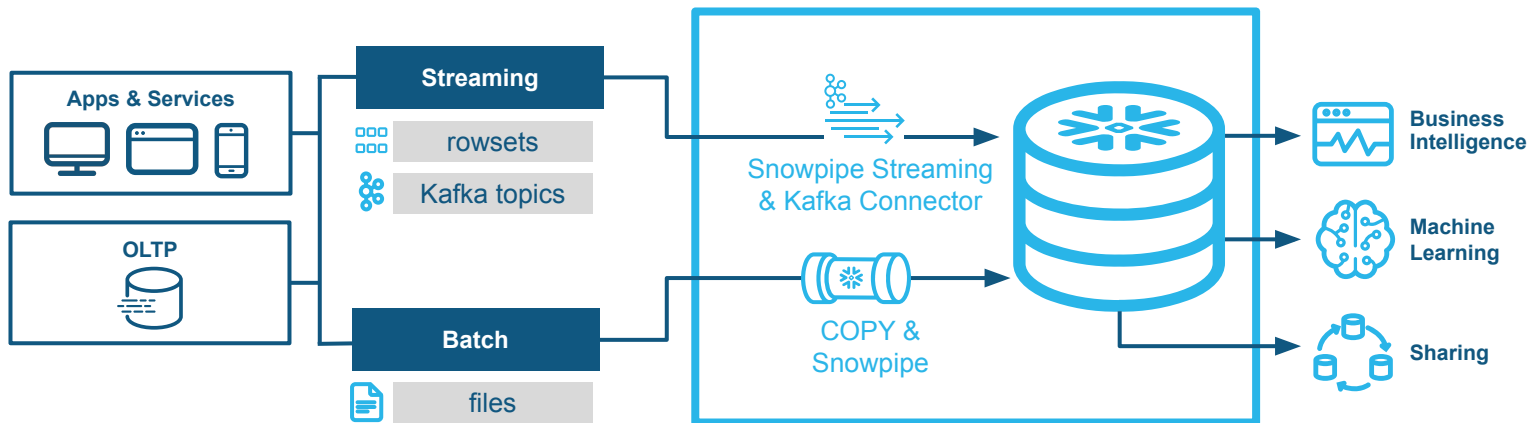 Apps & Services
OLTP
Streaming
rowsets
Kafka topics
Batch
files
Snowpipe Streaming
& Kafka Connector
COPY &
Snowpipe
Business
Intelligence
Machine
Learning
Sharing